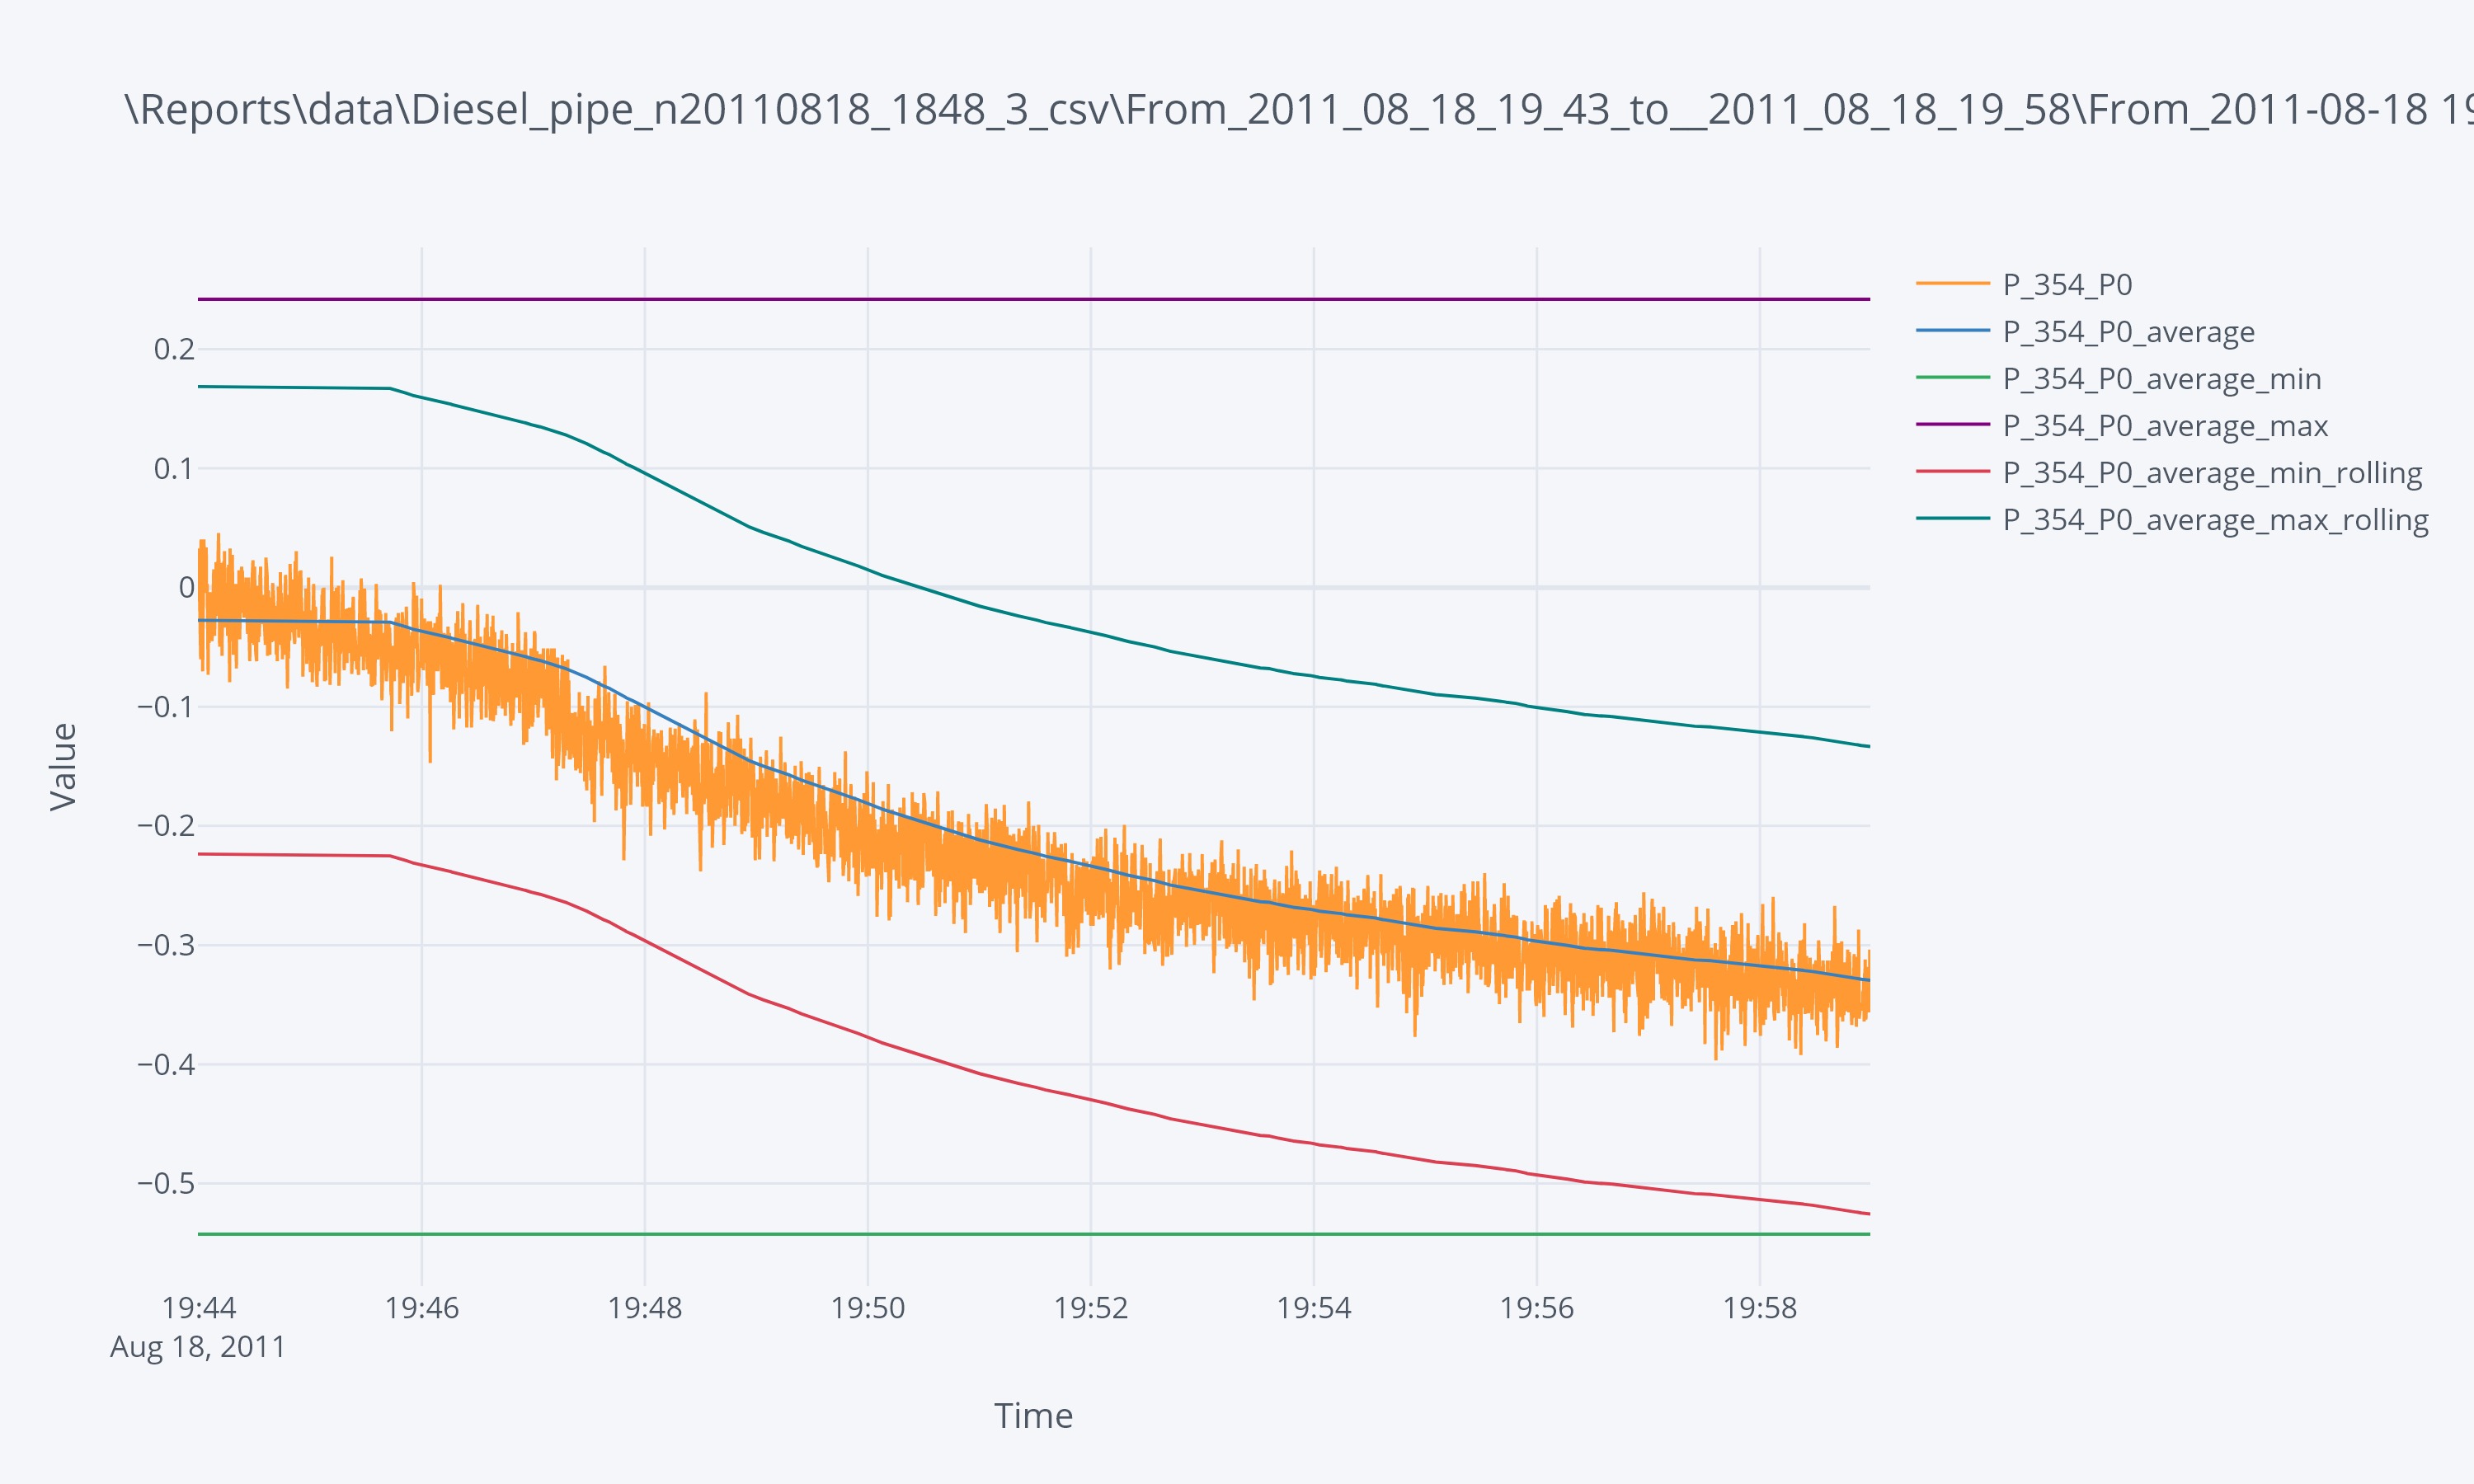 \Reports\data\Diesel_pipe_n20110818_1848_3_csv\From_2011_08_18_19_43_to__2011_08_18_19_58\From_2011-08-18 19
P_354_P0
P_354_P0_average
P_354_P0_average_min
P_354_P0_average_max
P_354_P0_average_min_rolling
P_354_P0_average_max_rolling
0.2
0.1
0
−0.1
−0.2
−0.3
−0.4
−0.5
Value
19:44 19:46 19:48 19:50 19:52 19:54 19:56 19:58
Aug 18, 2011
Time